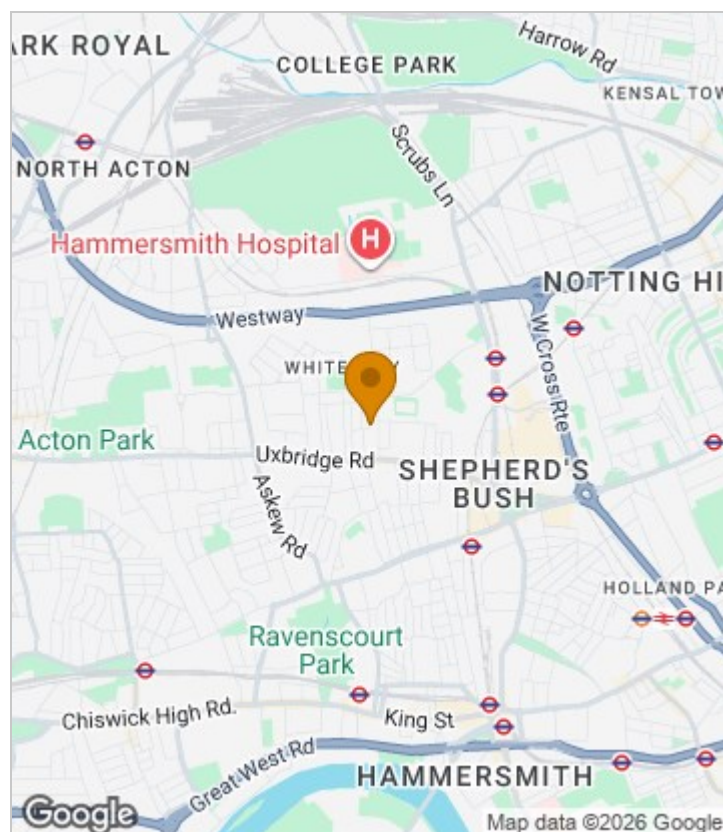 ARK ROYAL
Harrow Rd
COLLEGE PARK
KENSAL TOW
NORTH ACTON
Scrubs Ln
Hammersmith Hospital
H
NOTTING HI
Westway
W Cross Rte
WHITE
Acton Park
Uxbridge Rd
SHEPHERD'S
BUSH
Askew Rd
HOLLAND PA
Ravenscourt
Park
Chiswick High Rd.
King St
Great West Rd
HAMMERSMITH
Google
Map data ©2026 Google